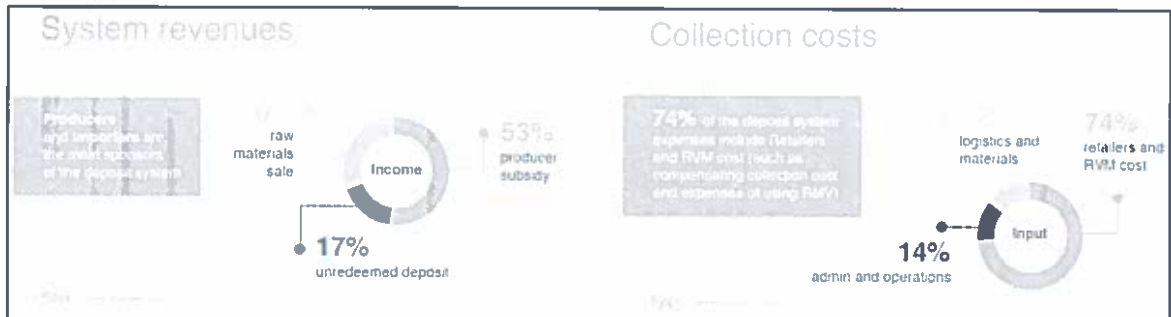 System revenues
Producers
and importers are
the main sponsors
of the deposit system
raw
materials
sale
Income
53%
producer
subsidy
17%
unredeemed deposit
Collection costs
74% of the deposit system
expenses include Retailers
and RVM cost (such as
compensating collection cost
and expenses of using RMV)
logistics and
materials
74%
retailers and
RVM cost
Input
14%
admin and operations